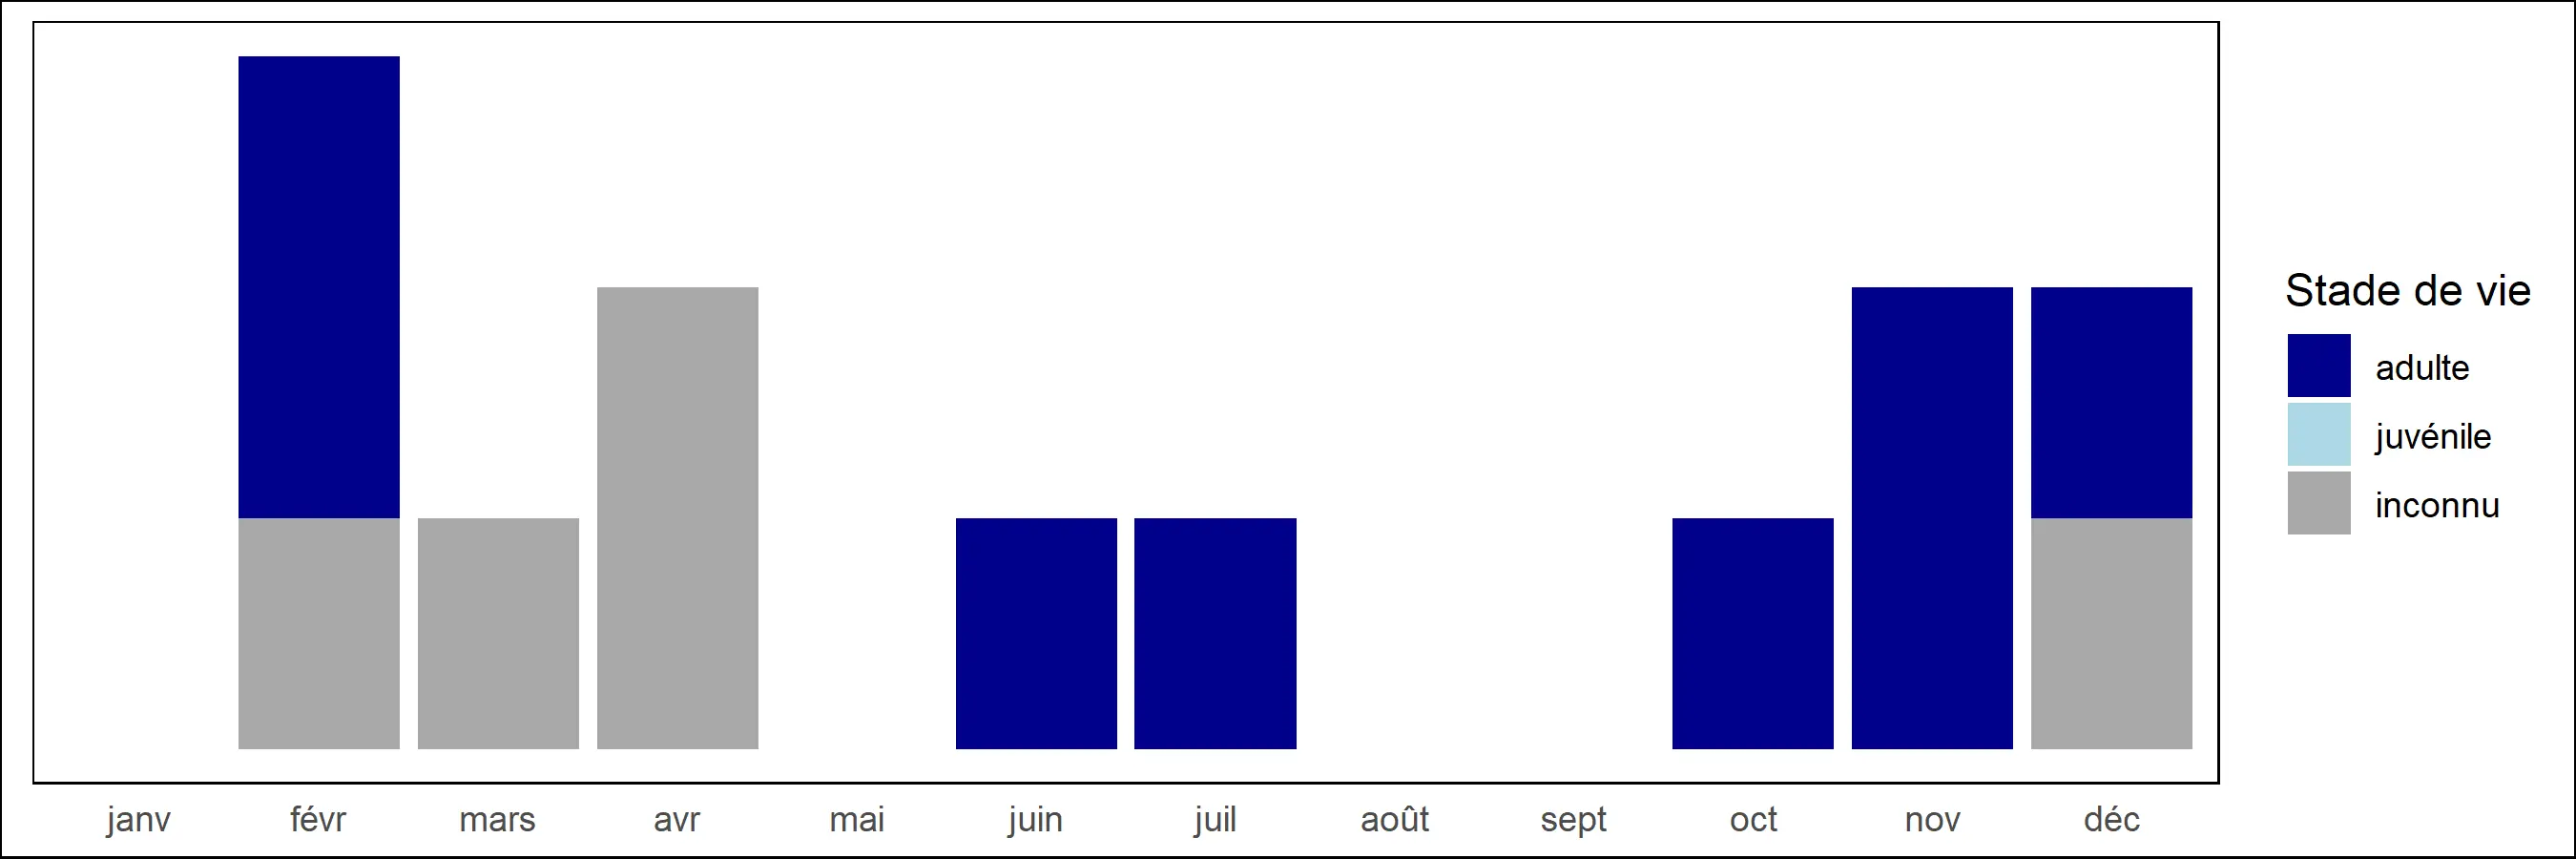 Stade de vie
adulte
juvénile
inconnu
janv févr mars avr mai juin juil août sept oct nov déc